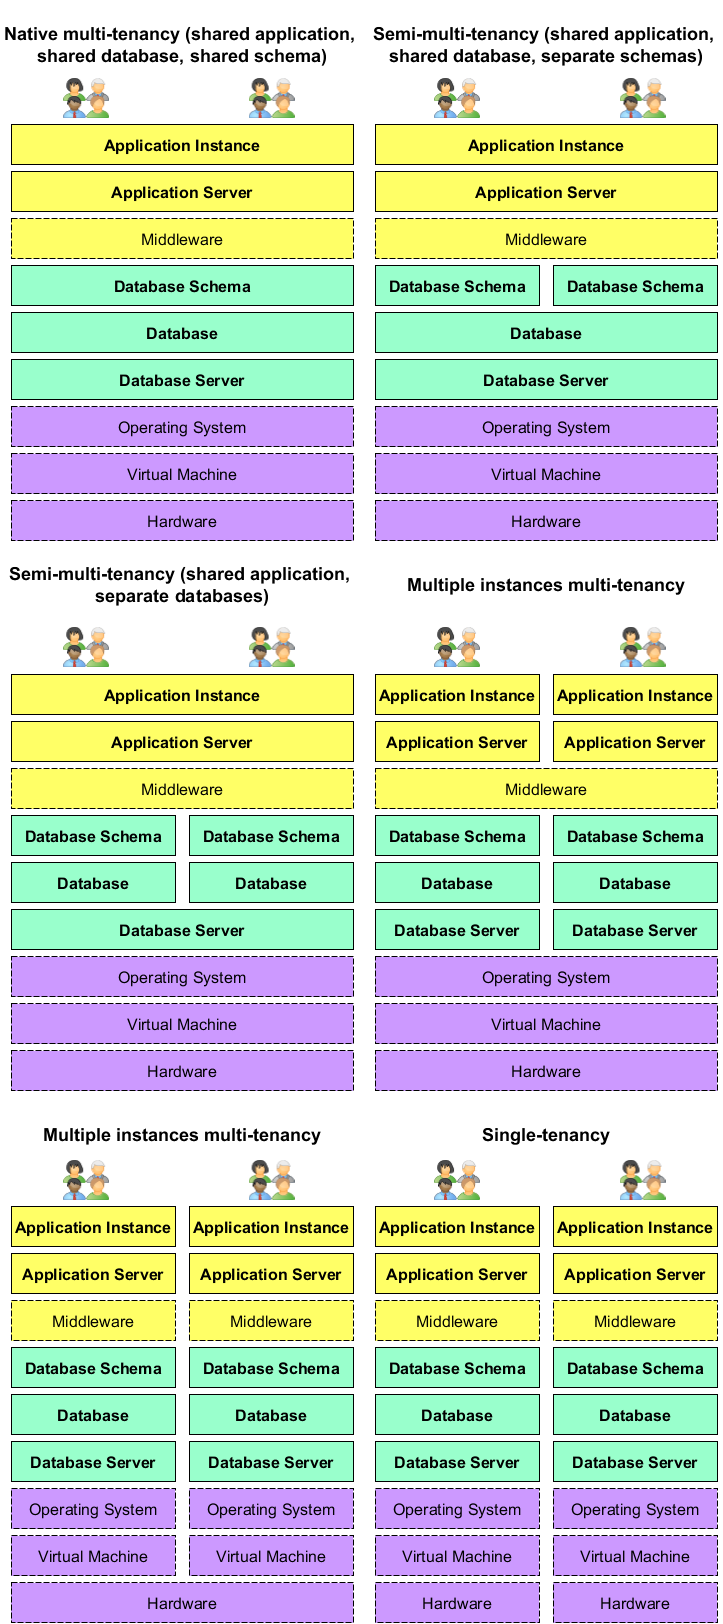 Native multi-tenancy (shared application,
shared database, shared schema)
Application Instance
Application Server
Middleware
Database Schema
Database
Database Server
Operating System
Virtual Machine
Hardware
Semi-multi-tenancy (shared application,
shared database, separate schemas)
Application Instance
Application Server
Middleware
Database Schema Database Schema
Database
Database Server
Operating System
Virtual Machine
Hardware
Semi-multi-tenancy (shared application,
separate databases)
Application Instance
Application Server
Middleware
Database Schema Database Schema
Database Database
Database Server
Operating System
Virtual Machine
Hardware
Multiple instances multi-tenancy
Application Instance Application Instance
Application Server Application Server
Middleware
Database Schema Database Schema
Database Database
Database Server Database Server
Operating System
Virtual Machine
Hardware
Multiple instances multi-tenancy
Application Instance Application Instance
Application Server Application Server
Middleware Middleware
Database Schema Database Schema
Database Database
Database Server Database Server
Operating System Operating System
Virtual Machine Virtual Machine
Hardware
Single-tenancy
Application Instance Application Instance
Application Server Application Server
Middleware Middleware
Database Schema Database Schema
Database Database
Database Server Database Server
Operating System Operating System
Virtual Machine Virtual Machine
Hardware Hardware